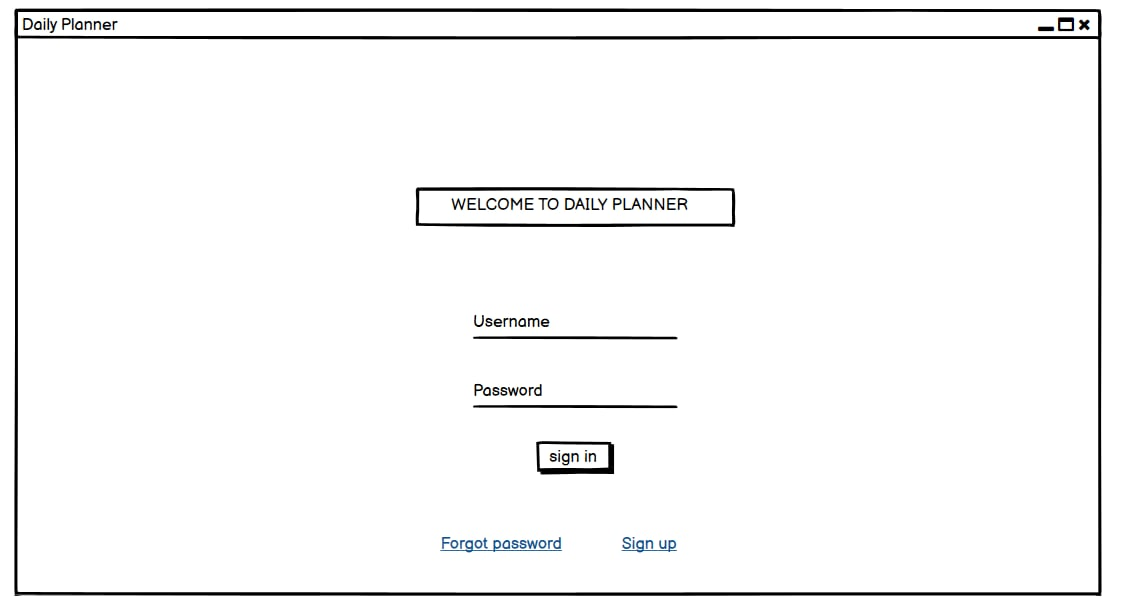 Daily Planner
WELCOME TO DAILY PLANNER
Username
Password
sign in
Forgot password
Sign up